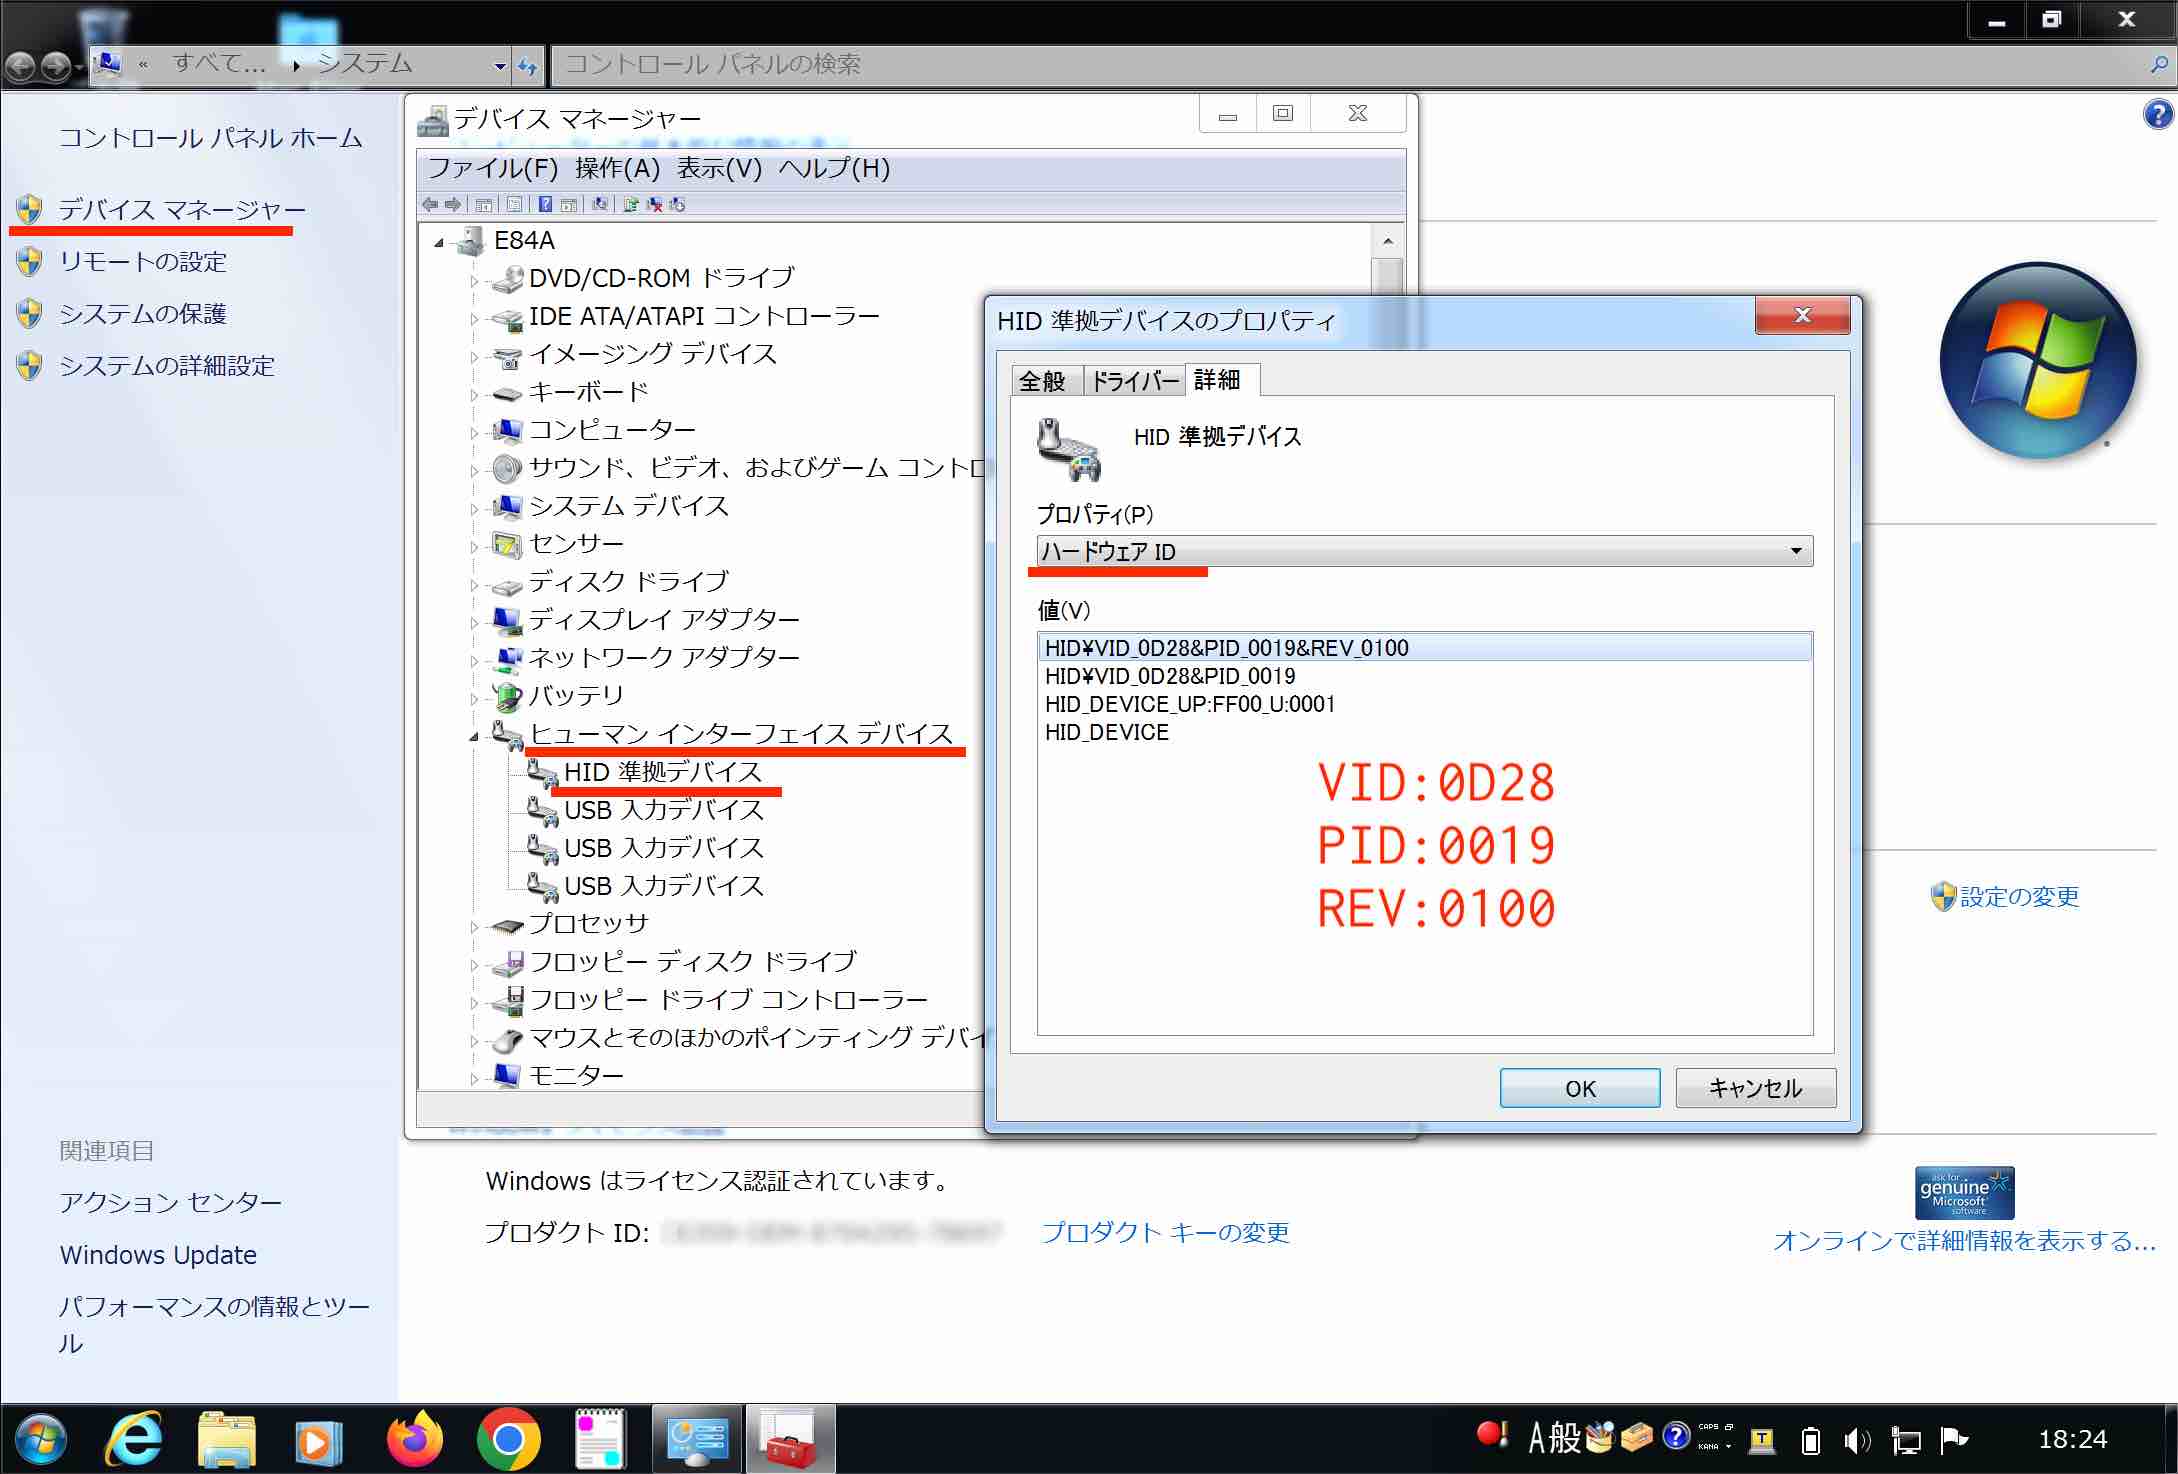 « すべて... ▸ システム
コントロール パネルの検索
コントロール パネル ホーム
デバイス マネージャー
リモートの設定
システムの保護
システムの詳細設定
関連項目
アクション センター
Windows Update
パフォーマンスの情報とツー
ル
デバイス マネージャー
ファイル(F) 操作(A) 表示(V) ヘルプ(H)
E84A
DVD/CD-ROM ドライブ
IDE ATA/ATAPI コントローラー
イメージング デバイス
キーボード
コンピューター
サウンド、ビデオ、およびゲーム コントロ
システム デバイス
センサー
ディスク ドライブ
ディスプレイ アダプター
ネットワーク アダプター
バッテリ
ヒューマン インターフェイス デバイス
HID 準拠デバイス
USB 入力デバイス
USB 入力デバイス
USB 入力デバイス
プロセッサ
フロッピー ディスク ドライブ
フロッピー ドライブ コントローラー
マウスとそのほかのポインティング デバイ
モニター
HID 準拠デバイスのプロパティ
全般 ドライバー 詳細
HID 準拠デバイス
プロパティ(P)
ハードウェア ID
値(V)
HID¥VID_0D28&PID_0019&REV_0100
HID¥VID_0D28&PID_0019
HID_DEVICE_UP:FF00_U:0001
HID_DEVICE
VID:0D28
PID:0019
REV:0100
OK キャンセル
設定の変更
Windows はライセンス認証されています。
プロダクト ID:
プロダクト キーの変更
ask for
genuine
Microsoft
software
オンラインで詳細情報を表示する...
A般
CAPS
KANA
18:24